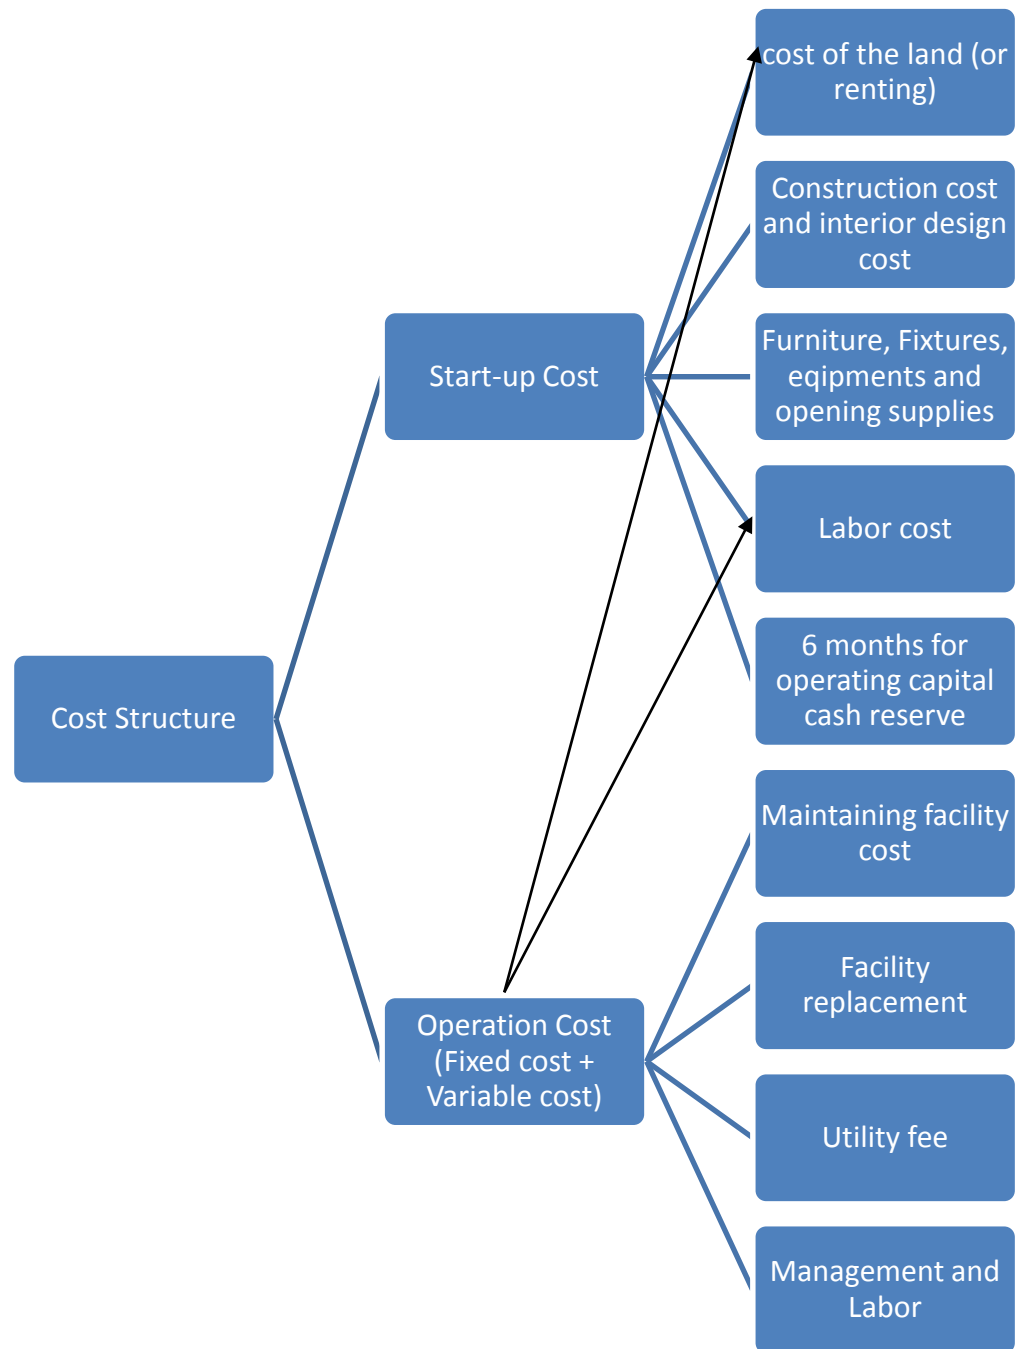 cost of the land (or
renting)
Construction cost
and interior design
cost
Start-up Cost
Furniture, Fixtures,
eqipments and
opening supplies
Labor cost
6 months for
operating capital
cash reserve
Cost Structure
Maintaining facility
cost
Facility
replacement
Operation Cost
(Fixed cost +
Variable cost)
Utility fee
Management and
Labor